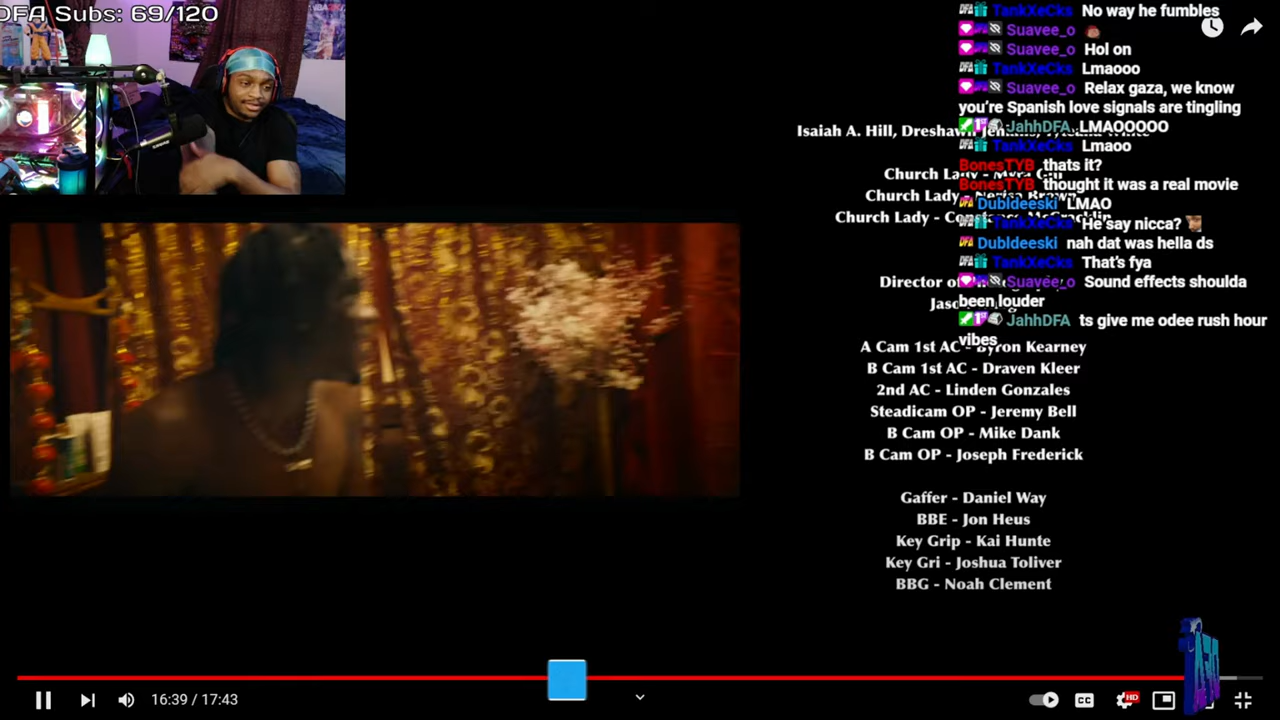 DFA Subs: 69/120
TankXeCks No way he fumbles
Suavee_o
Suavee_o Hol on
TankXeCks Lmaooo
Suavee_o Relax gaza, we know
you're Spanish love signals are tingling
JahhDFA LMAOOOOO
TankXeCks Lmaoo
BonesTYB thats it?
BonesTYB thought it was a real movie
Dubldeeski LMAO
TankXeCks He say nicca?
Dubldeeski nah dat was hella ds
TankXeCks That's fya
Suavee_o Sound effects shoulda
been louder
JahhDFA ts give me odee rush hour
vibes
Isaiah A. Hill, Dreshawn
Church Lady -
Church Lady - Brown
Church Lady -
Director of
A Cam 1st AC - Byron Kearney
B Cam 1st AC - Draven Kleer
2nd AC - Linden Gonzales
Steadicam OP - Jeremy Bell
B Cam OP - Mike Dank
B Cam OP - Joseph Frederick
Gaffer - Daniel Way
BBE - Jon Heus
Key Grip - Kai Hunte
Key Gri - Joshua Toliver
BBG - Noah Clement
16:39 / 17:43
CC
HD